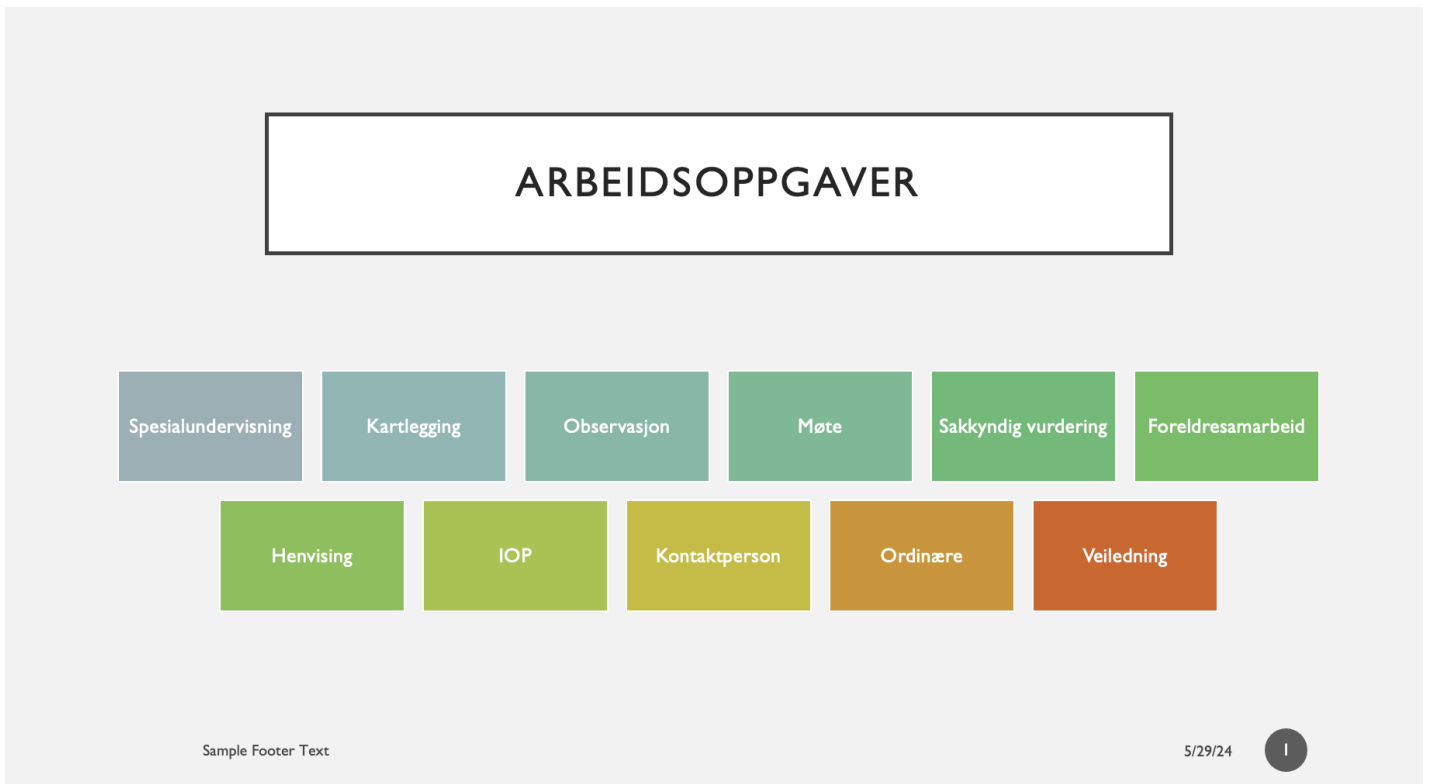 ARBEIDSOPPGAVER
Spesialundervisning
Kartlegging
Observasjon
Møte
Sakkyndig vurdering
Foreldresamarbeid
Henvising
IOP
Kontaktperson
Ordinære
Veiledning
Sample Footer Text
5/29/24
1